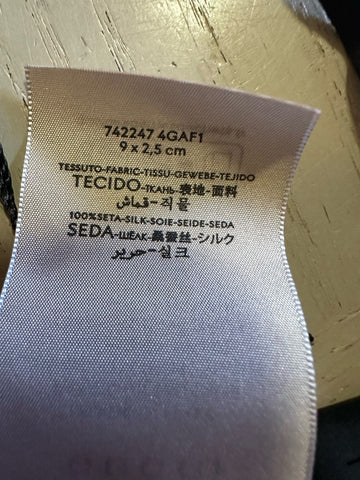 742247 4GAF1
9 x 2,5 cm
TESSUTO-FABRIC-TISSU-GEWEBE-TEJIDO
TECIDO-ТКАНЬ-表地-面料
قماش-직물
100%SETA-SILK-SOIE-SEIDE-SEDA
SEDA-ШЕЛК-桑蚕丝-シルク
حرير-실크